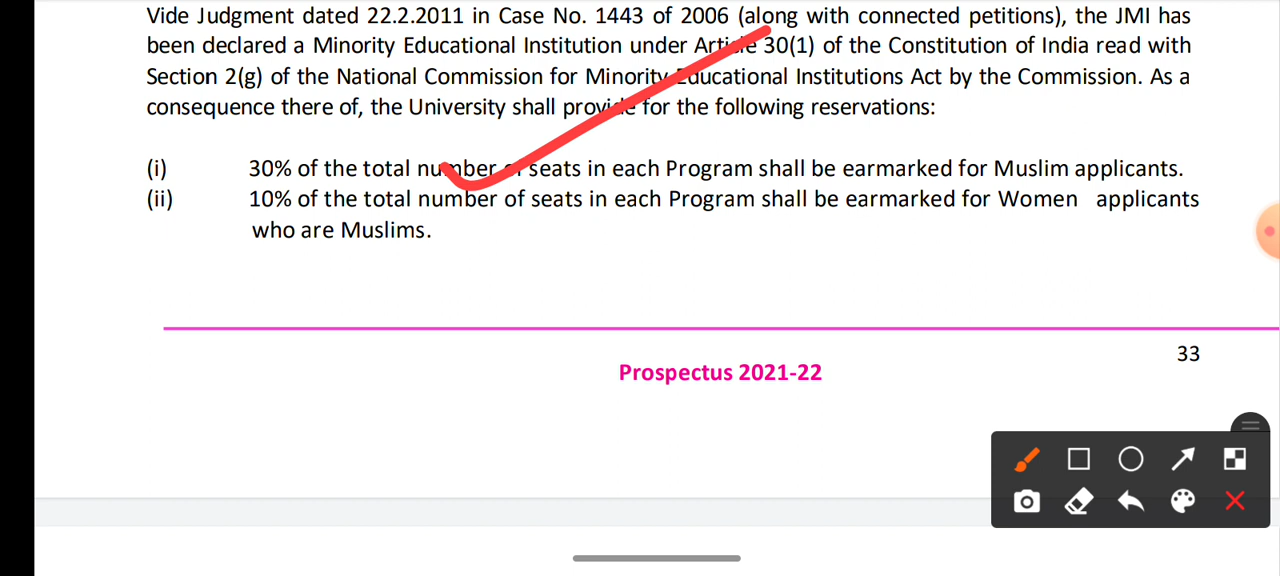 Vide Judgment dated 22.2.2011 in Case No. 1443 of 2006 (along with connected petitions), the JMI has
been declared a Minority Educational Institution under Article 30(1) of the Constitution of India read with
Section 2(g) of the National Commission for Minority Educational Institutions Act by the Commission. As a
consequence there of, the University shall provide for the following reservations:
(i) 30% of the total number of seats in each Program shall be earmarked for Muslim applicants.
(ii) 10% of the total number of seats in each Program shall be earmarked for Women applicants
who are Muslims.
33
Prospectus 2021-22